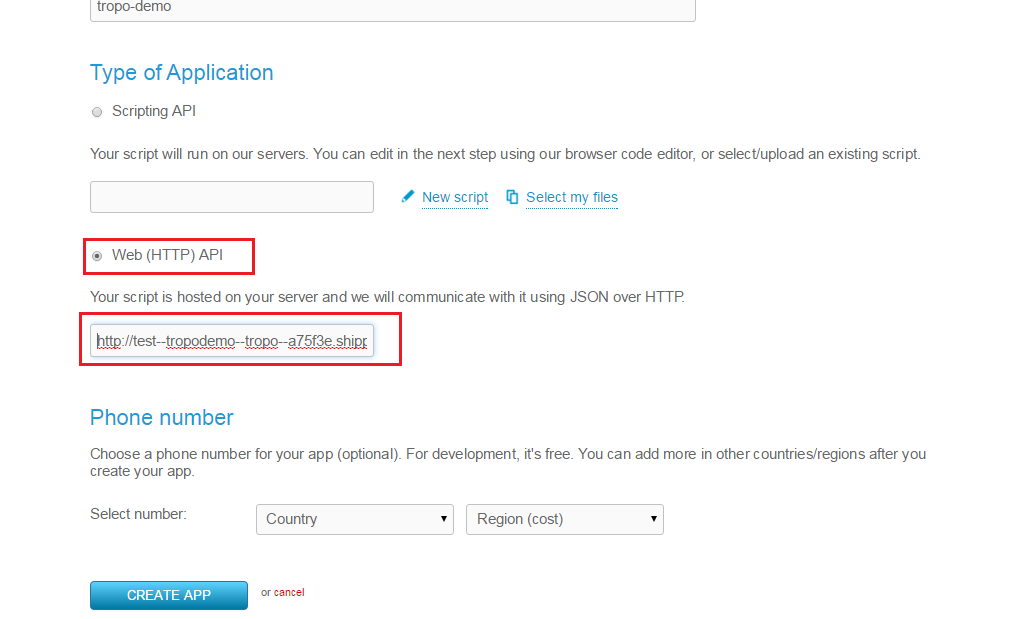 tropo-demo
Type of Application
Scripting API
Your script will run on our servers. You can edit in the next step using our browser code editor, or select/upload an existing script.
New script Select my files
Web (HTTP) API
Your script is hosted on your server and we will communicate with it using JSON over HTTP.
http://test--tropodemo--tropo--a75f3e.shipp
Phone number
Choose a phone number for your app (optional). For development, it's free. You can add more in other countries/regions after you
create your app.
Select number: Country Region (cost)
CREATE APP or cancel